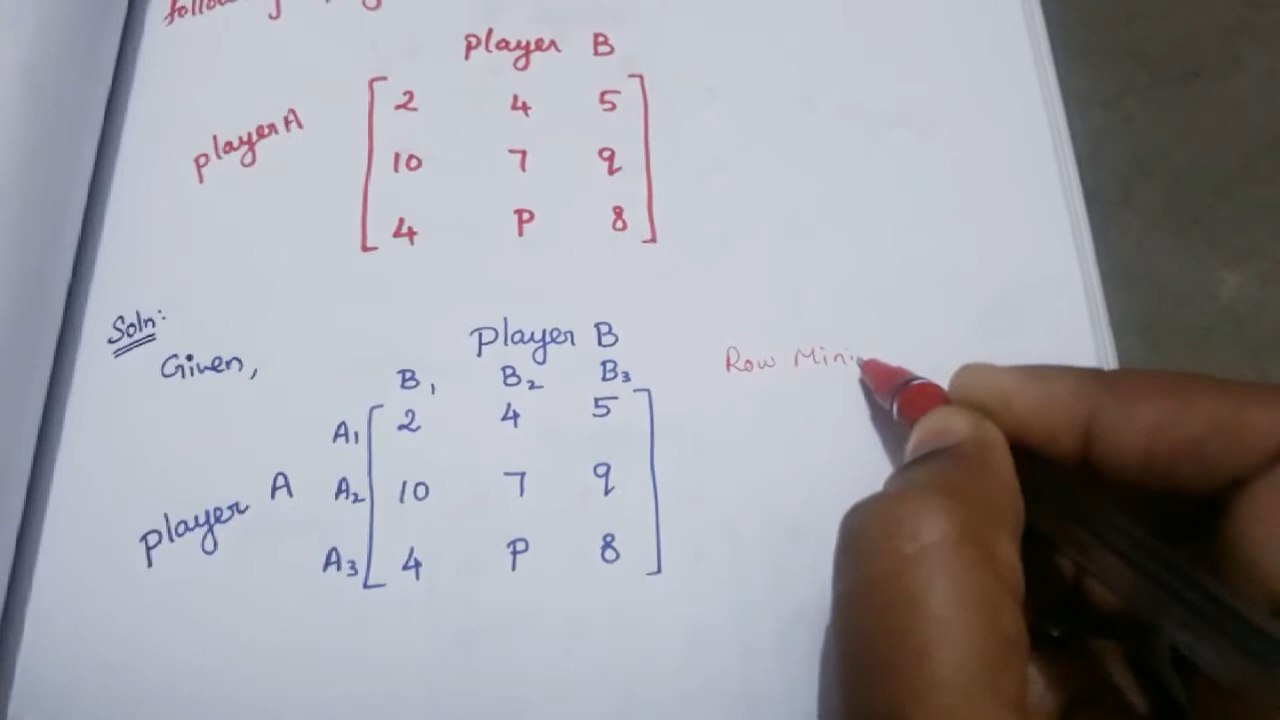 Player B
2 4 5
player A 10 7 9
4 P 8
Soln:
Given,
Player B
B1 B2 B3
A1 2 4 5
player A A2 10 7 9
A3 4 P 8
Row Mini